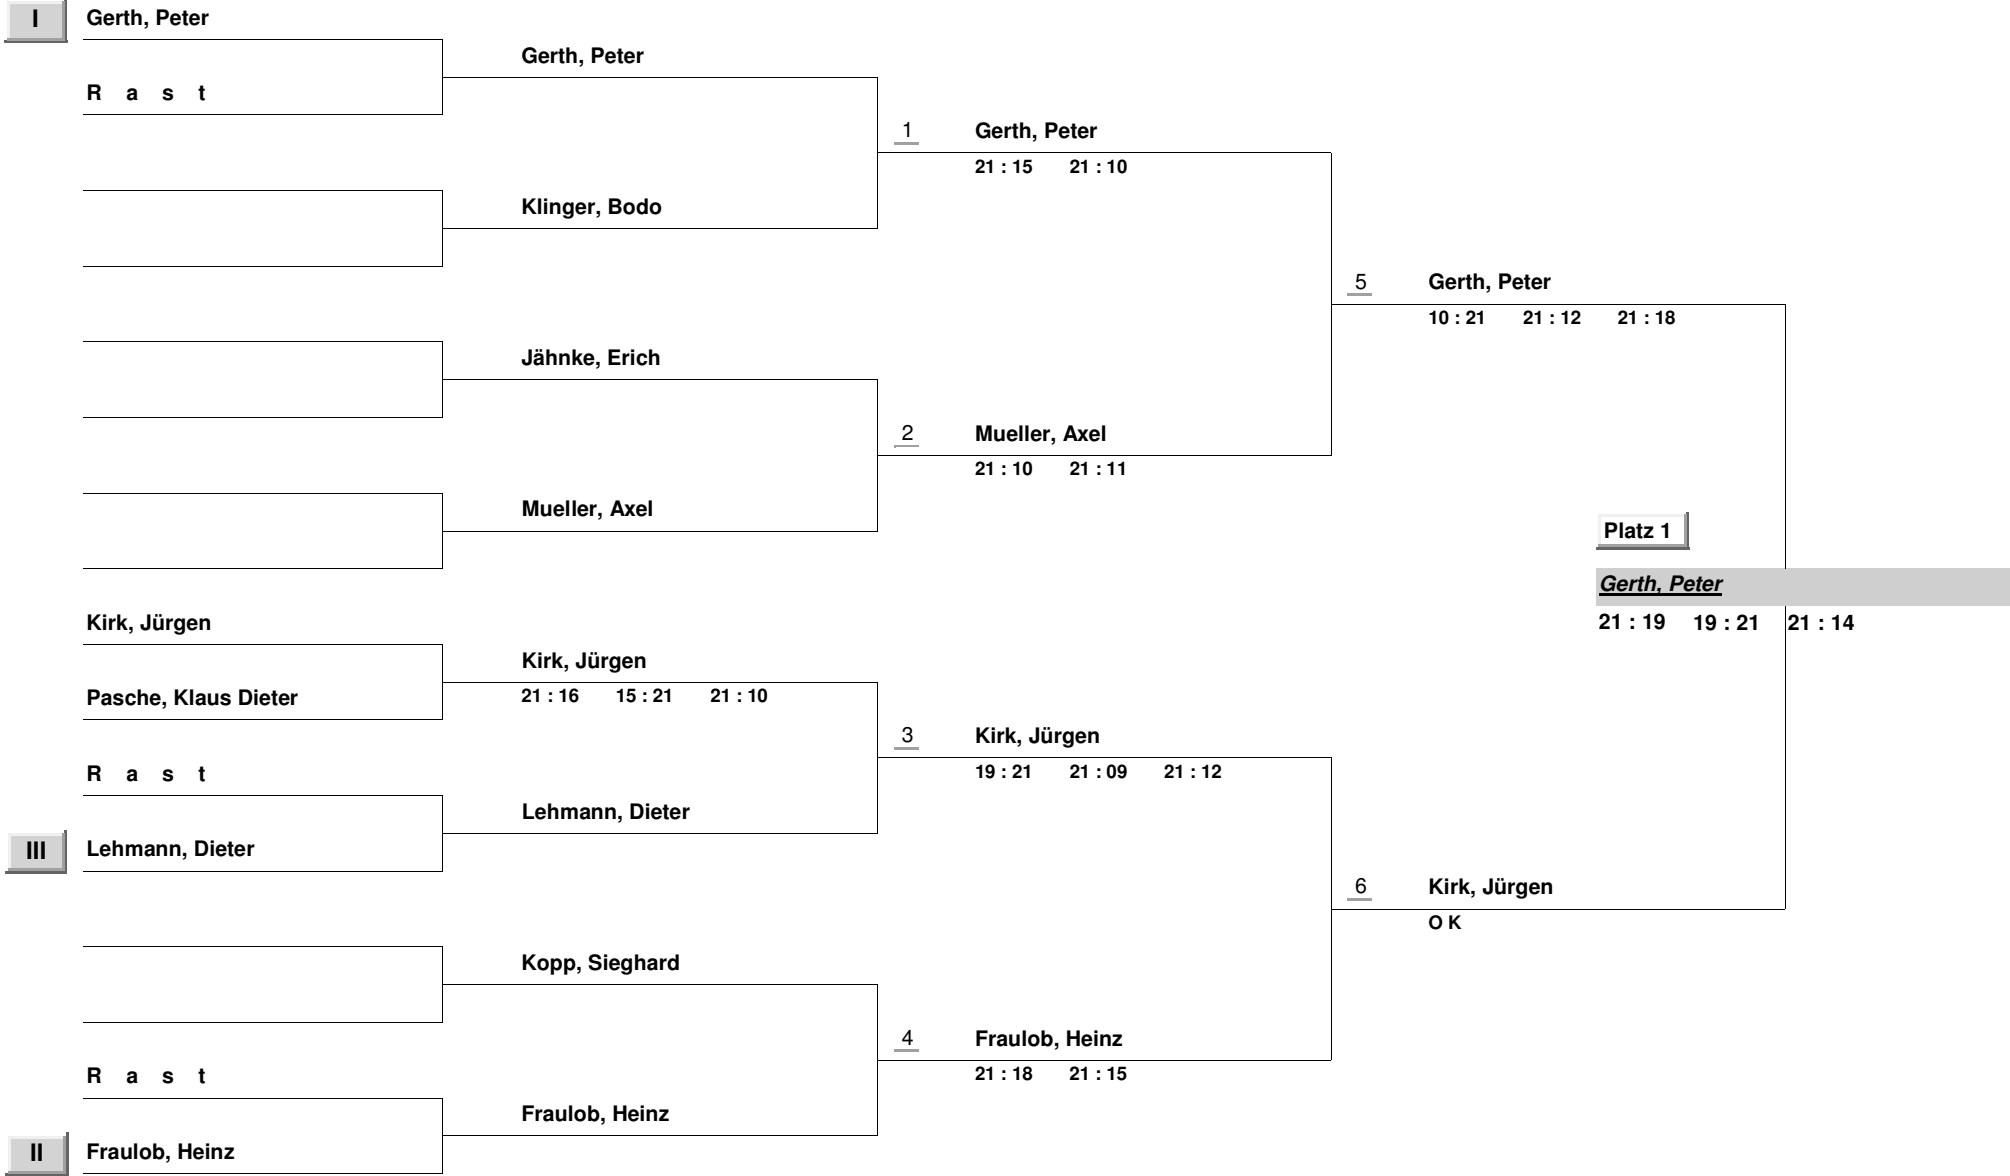 I Gerth, Peter
Gerth, Peter
R a s t
1 Gerth, Peter
21 : 15 21 : 10
Klinger, Bodo
5 Gerth, Peter
10 : 21 21 : 12 21 : 18
Jähnke, Erich
2 Mueller, Axel
21 : 10 21 : 11
Mueller, Axel
Platz 1
Gerth, Peter
21 : 19 19 : 21 21 : 14
Kirk, Jürgen
Kirk, Jürgen
21 : 16 15 : 21 21 : 10
Pasche, Klaus Dieter
3 Kirk, Jürgen
19 : 21 21 : 09 21 : 12
R a s t
Lehmann, Dieter
III Lehmann, Dieter
6 Kirk, Jürgen
O K
Kopp, Sieghard
4 Fraulob, Heinz
21 : 18 21 : 15
R a s t
Fraulob, Heinz
II Fraulob, Heinz